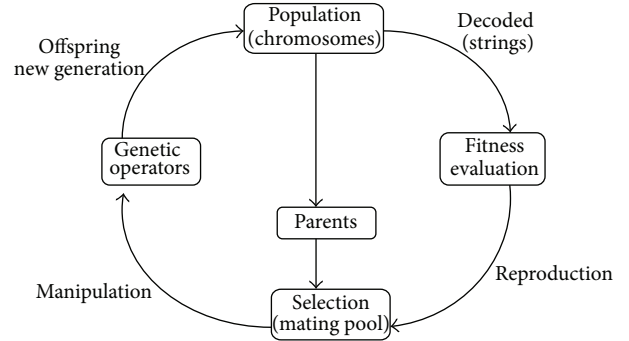 Population
(chromosomes)
Decoded
(strings)
Offspring
new generation
Genetic
operators
Fitness
evaluation
Parents
Reproduction
Manipulation
Selection
(mating pool)